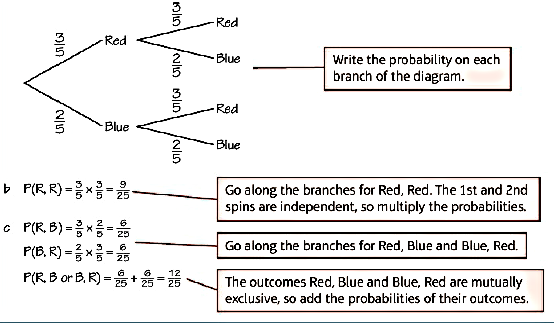 3/5 Red
3/5 Red
2/5 Blue
Write the probability on each
branch of the diagram.
2/5 Blue
3/5 Red
2/5 Blue
b P(R, R) = 3/5 × 3/5 = 9/25
Go along the branches for Red, Red. The 1st and 2nd
spins are independent, so multiply the probabilities.
c P(R, B) = 3/5 × 2/5 = 6/25
P(B, R) = 2/5 × 3/5 = 6/25
Go along the branches for Red, Blue and Blue, Red.
P(R, B or B, R) = 6/25 + 6/25 = 12/25
The outcomes Red, Blue and Blue, Red are mutually
exclusive, so add the probabilities of their outcomes.